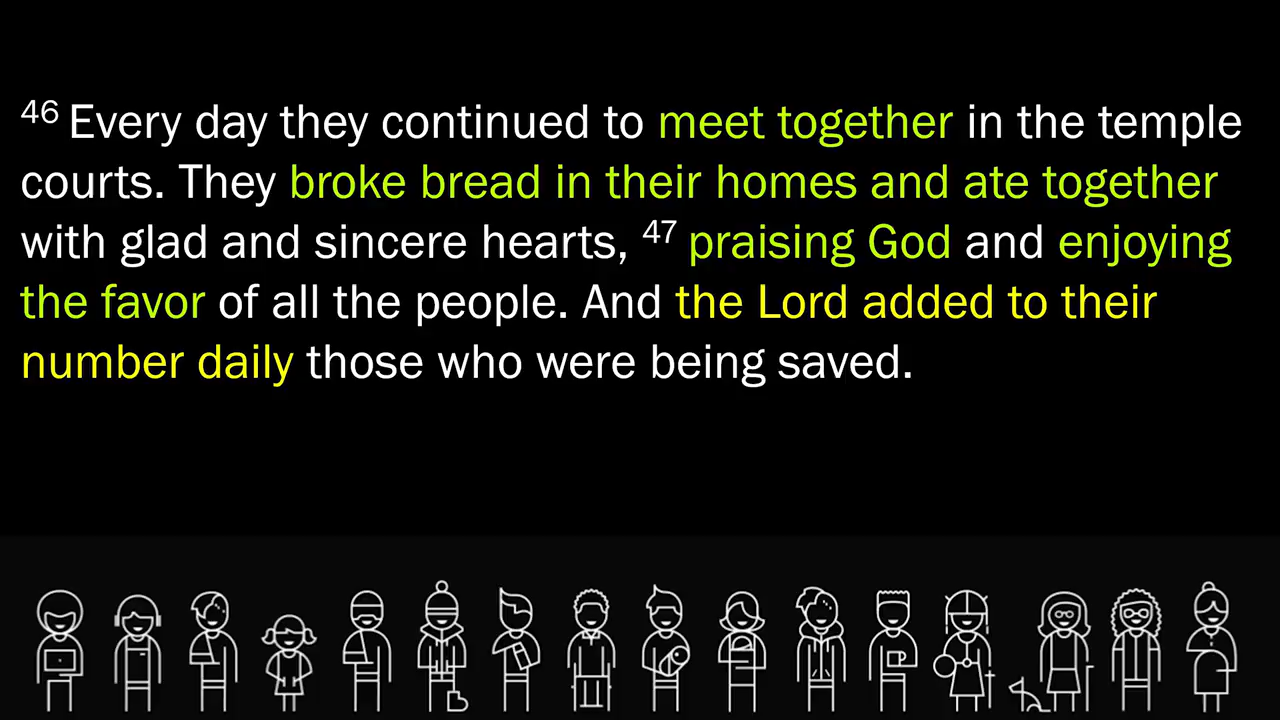 46 Every day they continued to meet together in the temple
courts. They broke bread in their homes and ate together
with glad and sincere hearts, 47 praising God and enjoying
the favor of all the people. And the Lord added to their
number daily those who were being saved.